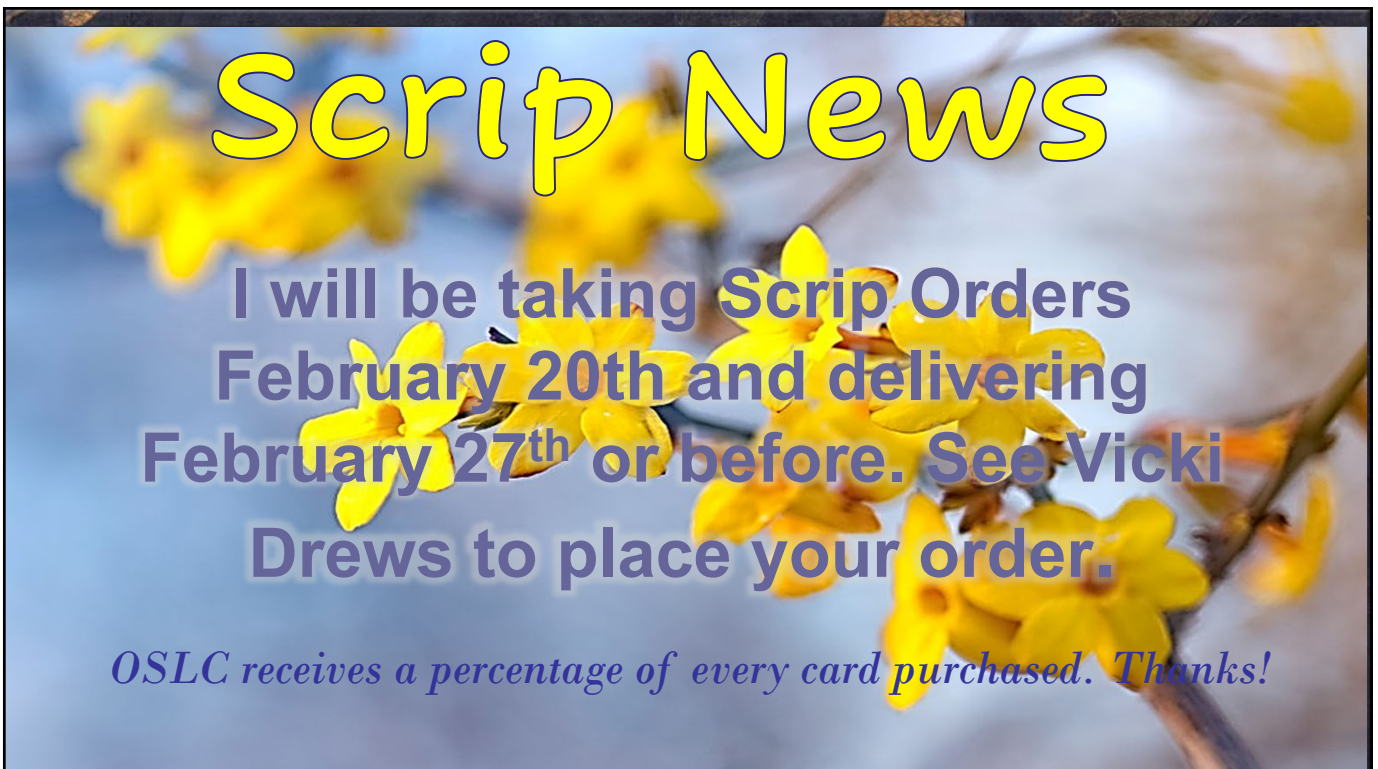 Scrip News
I will be taking Scrip Orders
February 20th and delivering
February 27th or before. See Vicki
Drews to place your order.
OSLC receives a percentage of every card purchased. Thanks!